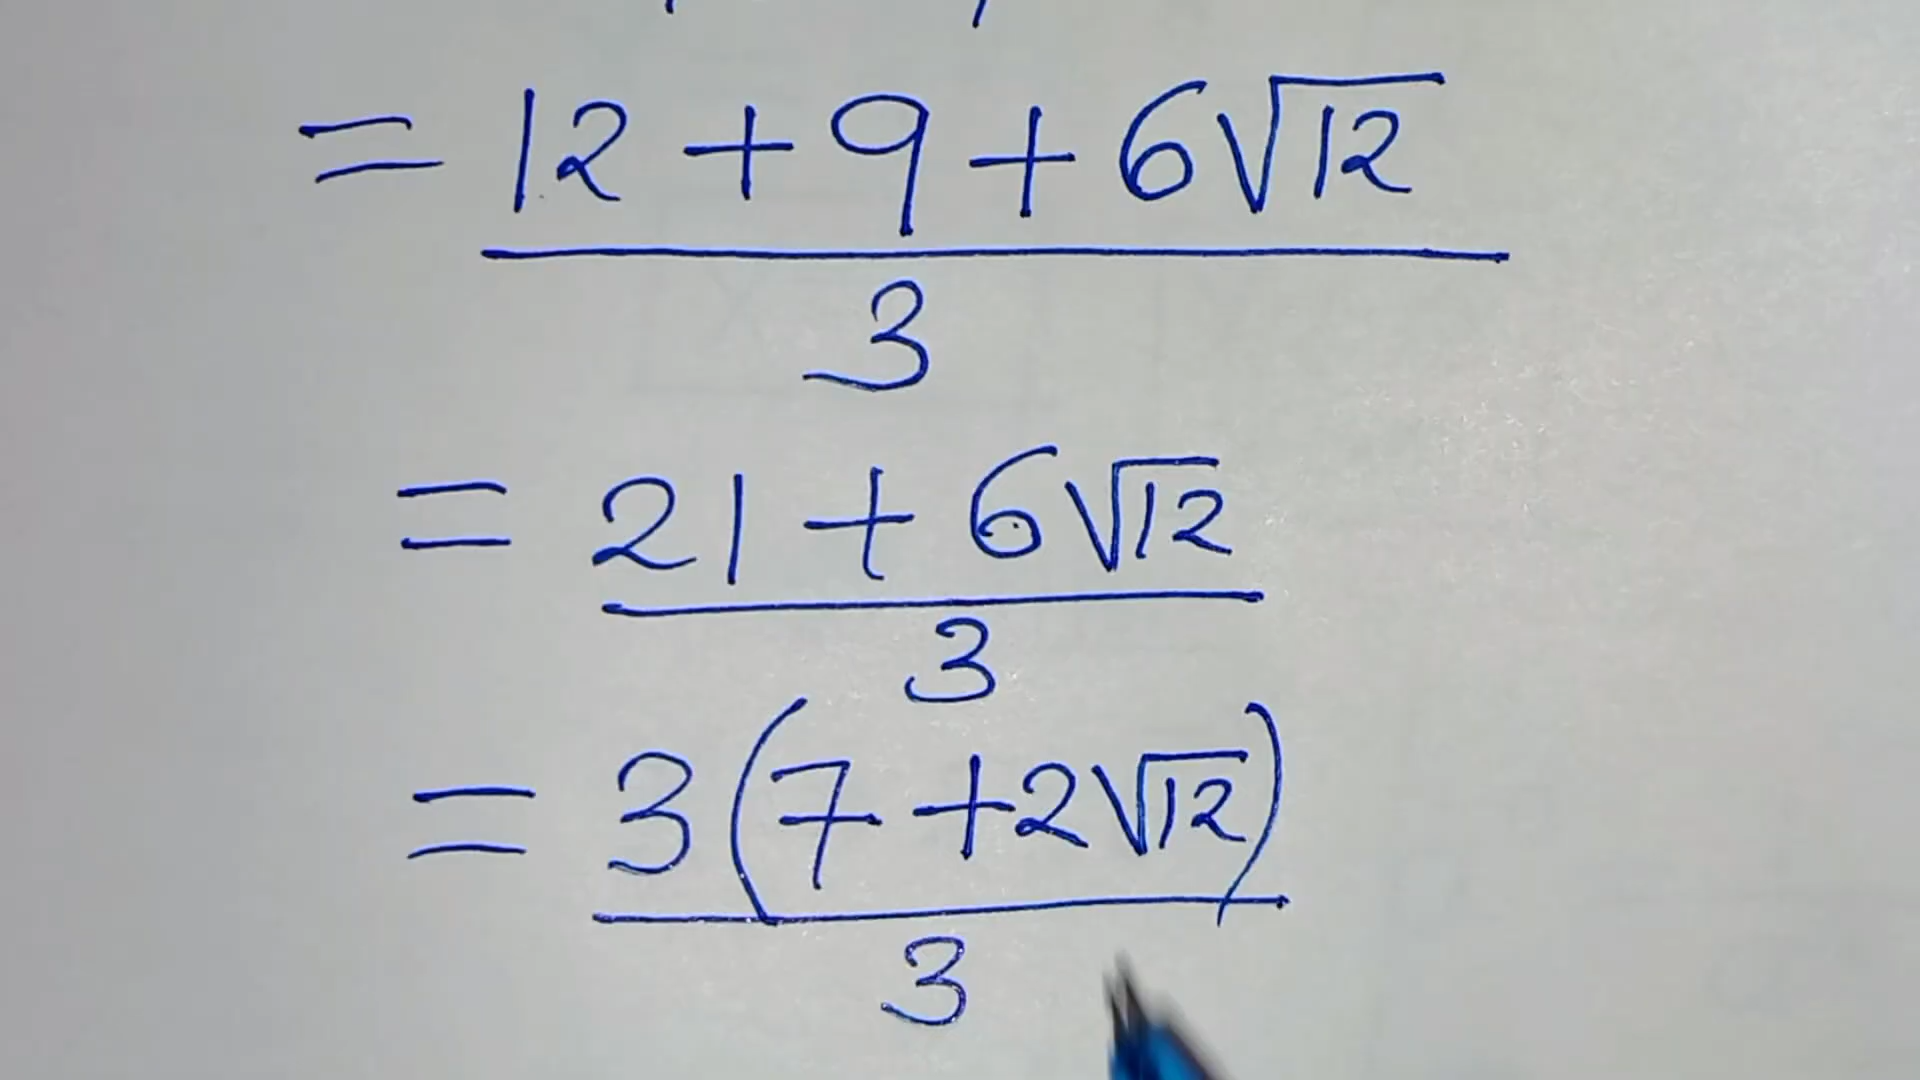 = 12 + 9 + 6√12
3
= 21 + 6√12
3
= 3(7 + 2√12)
3